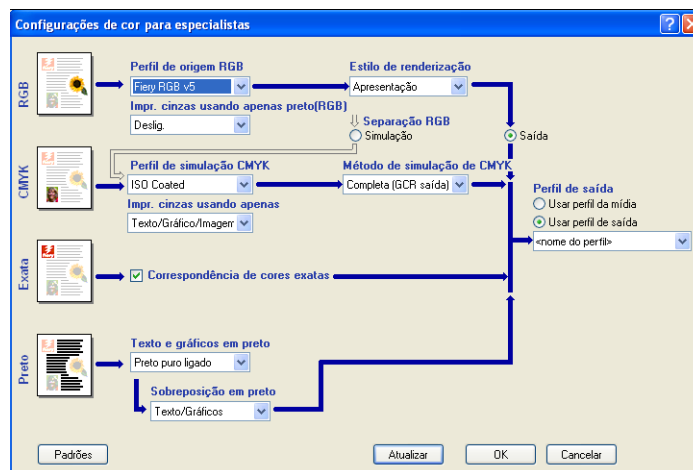 Configurações de cor para especialistas
RGB
Perfil de origem RGB
Fiery RGB v5
Estilo de renderização
Apresentação
Impr. cinzas usando apenas preto(RGB)
Deslig.
Separação RGB
Simulação
Saída
CMYK
Perfil de simulação CMYK
ISO Coated
Método de simulação de CMYK
Completa (GCR saída)
Impr. cinzas usando apenas
Texto/Gráfico/Imagem
Perfil de saída
Usar perfil da mídia
Usar perfil de saída
<nome do perfil>
Exata
Correspondência de cores exatas
Preto
Texto e gráficos em preto
Preto puro ligado
Sobreposição em preto
Texto/Gráficos
Padrões
Atualizar
OK
Cancelar